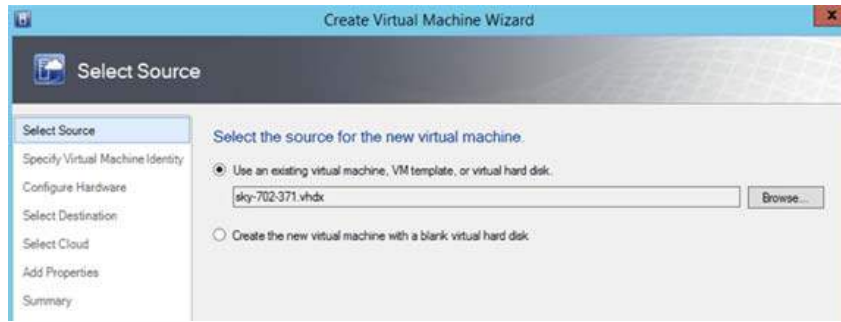 Create Virtual Machine Wizard
x
Select Source
Select Source
Specify Virtual Machine Identity
Configure Hardware
Select Destination
Select Cloud
Add Properties
Summary
Select the source for the new virtual machine.
Use an existing virtual machine, VM template, or virtual hard disk.
sky-702-371.vhdx
Browse...
Create the new virtual machine with a blank virtual hard disk